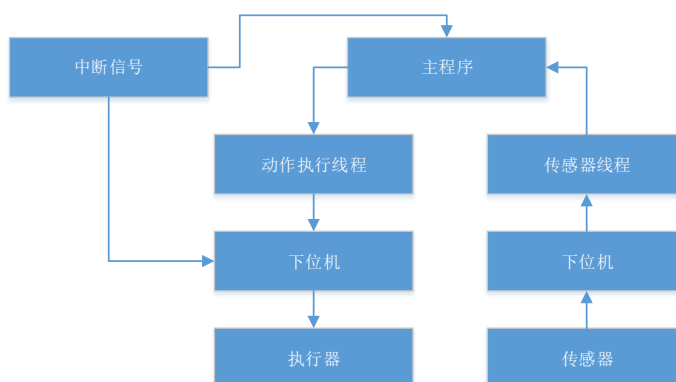 中断信号
主程序
动作执行线程
传感器线程
下位机
下位机
执行器
传感器